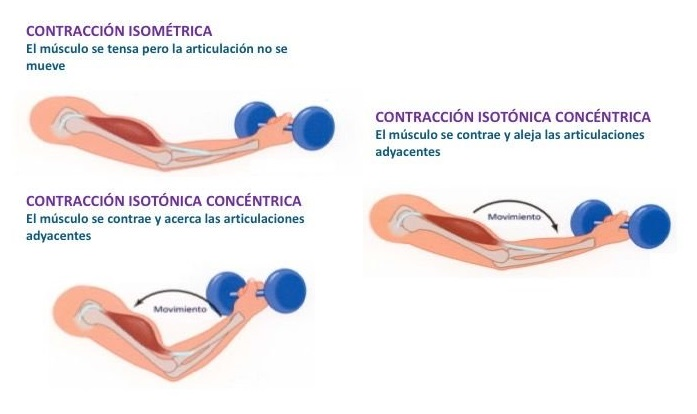 CONTRACCIÓN ISOMÉTRICA
El músculo se tensa pero la articulación no se
mueve
CONTRACCIÓN ISOTÓNICA CONCÉNTRICA
El músculo se contrae y acerca las articulaciones
adyacentes
Movimiento
CONTRACCIÓN ISOTÓNICA CONCÉNTRICA
El músculo se contrae y aleja las articulaciones
adyacentes
Movimiento